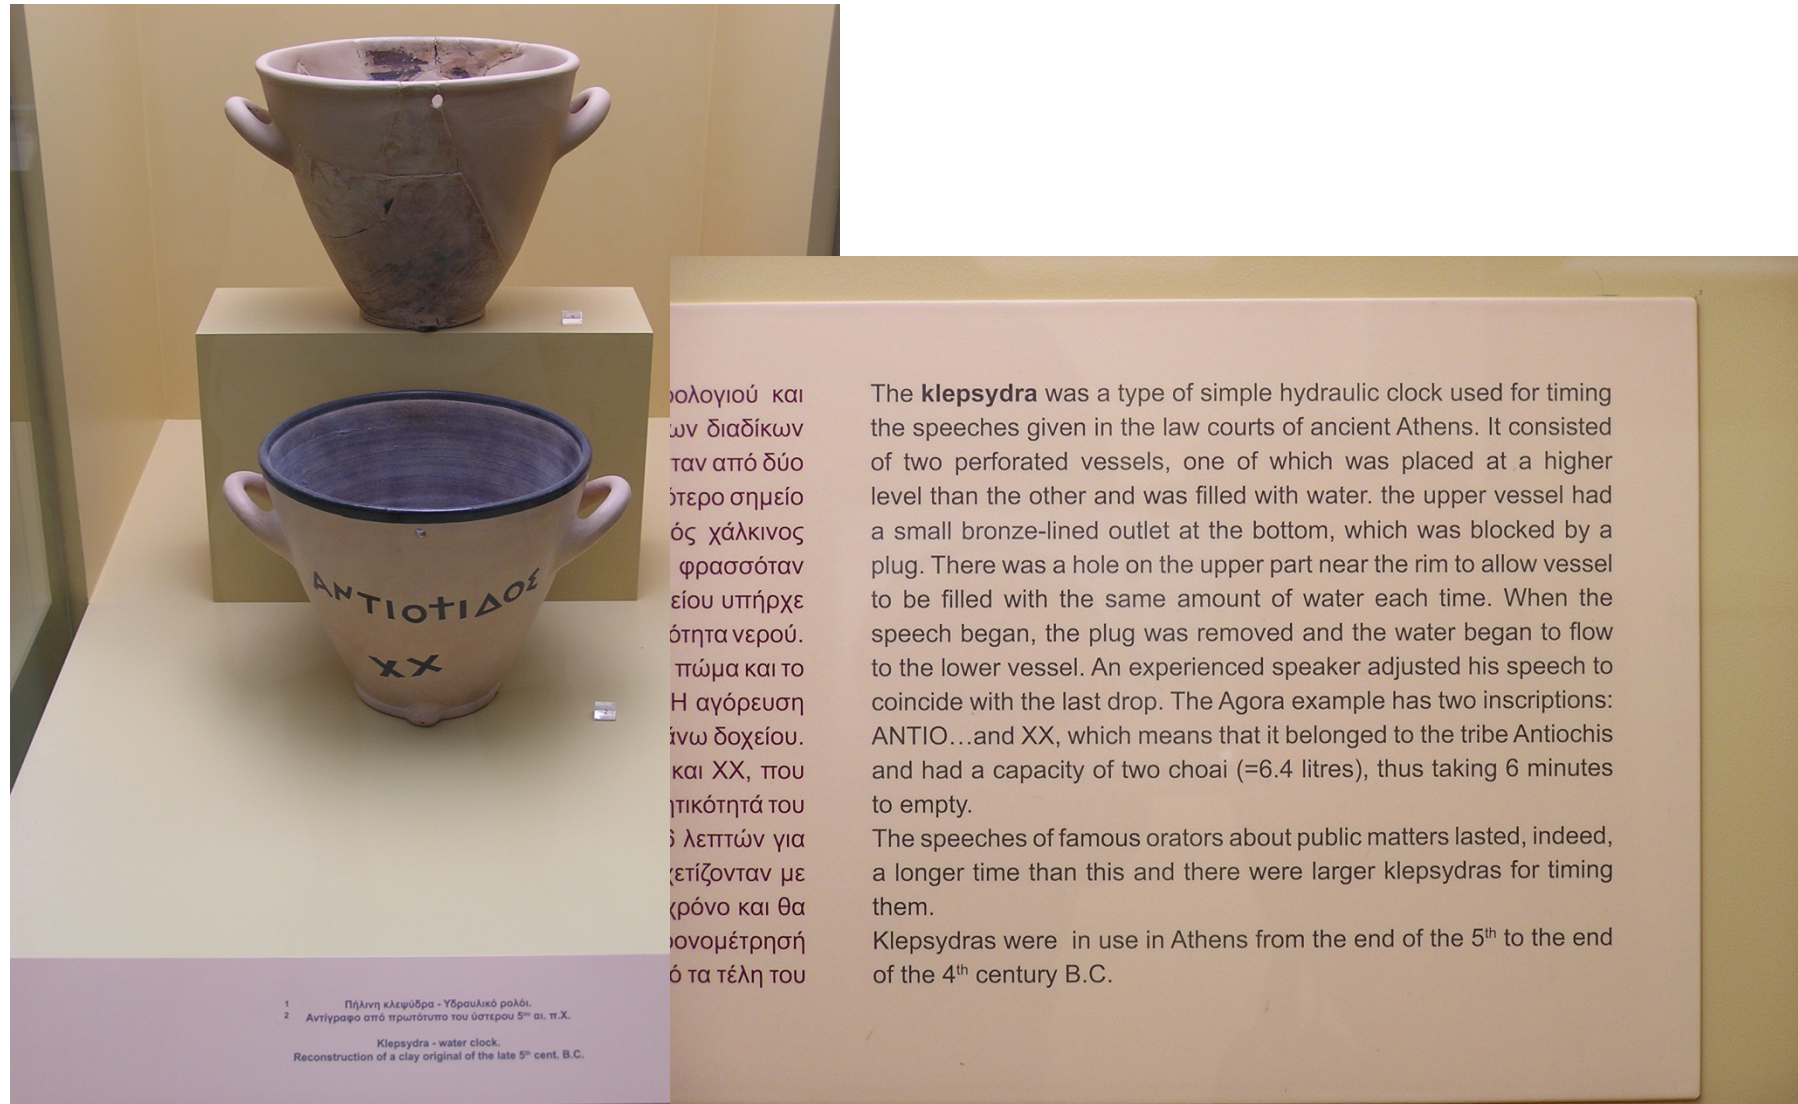 ΑΝΤΙΟΧΙΔΟΣ
ΧΧ
1 Πήλινη κλεψύδρα - Υδραυλικό ρολόι.
2 Αντίγραφο από πρωτότυπο του ύστερου 5ου αι. π.Χ.
Klepsydra - water clock.
Reconstruction of a clay original of the late 5th cent. B.C.
και
διαδίκων
από δύο
σημείο
χάλκινος
φρασσόταν
υπήρχε
νερού.
πώμα και το
Η αγόρευση
δοχείου.
και ΧΧ, που
του
λεπτών για
με
χρόνο και θα
τα τέλη του
The klepsydra was a type of simple hydraulic clock used for timing
the speeches given in the law courts of ancient Athens. It consisted
of two perforated vessels, one of which was placed at a higher
level than the other and was filled with water. the upper vessel had
a small bronze-lined outlet at the bottom, which was blocked by a
plug. There was a hole on the upper part near the rim to allow vessel
to be filled with the same amount of water each time. When the
speech began, the plug was removed and the water began to flow
to the lower vessel. An experienced speaker adjusted his speech to
coincide with the last drop. The Agora example has two inscriptions:
ANTIO…and XX, which means that it belonged to the tribe Antiochis
and had a capacity of two choai (=6.4 litres), thus taking 6 minutes
to empty.
The speeches of famous orators about public matters lasted, indeed,
a longer time than this and there were larger klepsydras for timing
them.
Klepsydras were in use in Athens from the end of the 5th to the end
of the 4th century B.C.